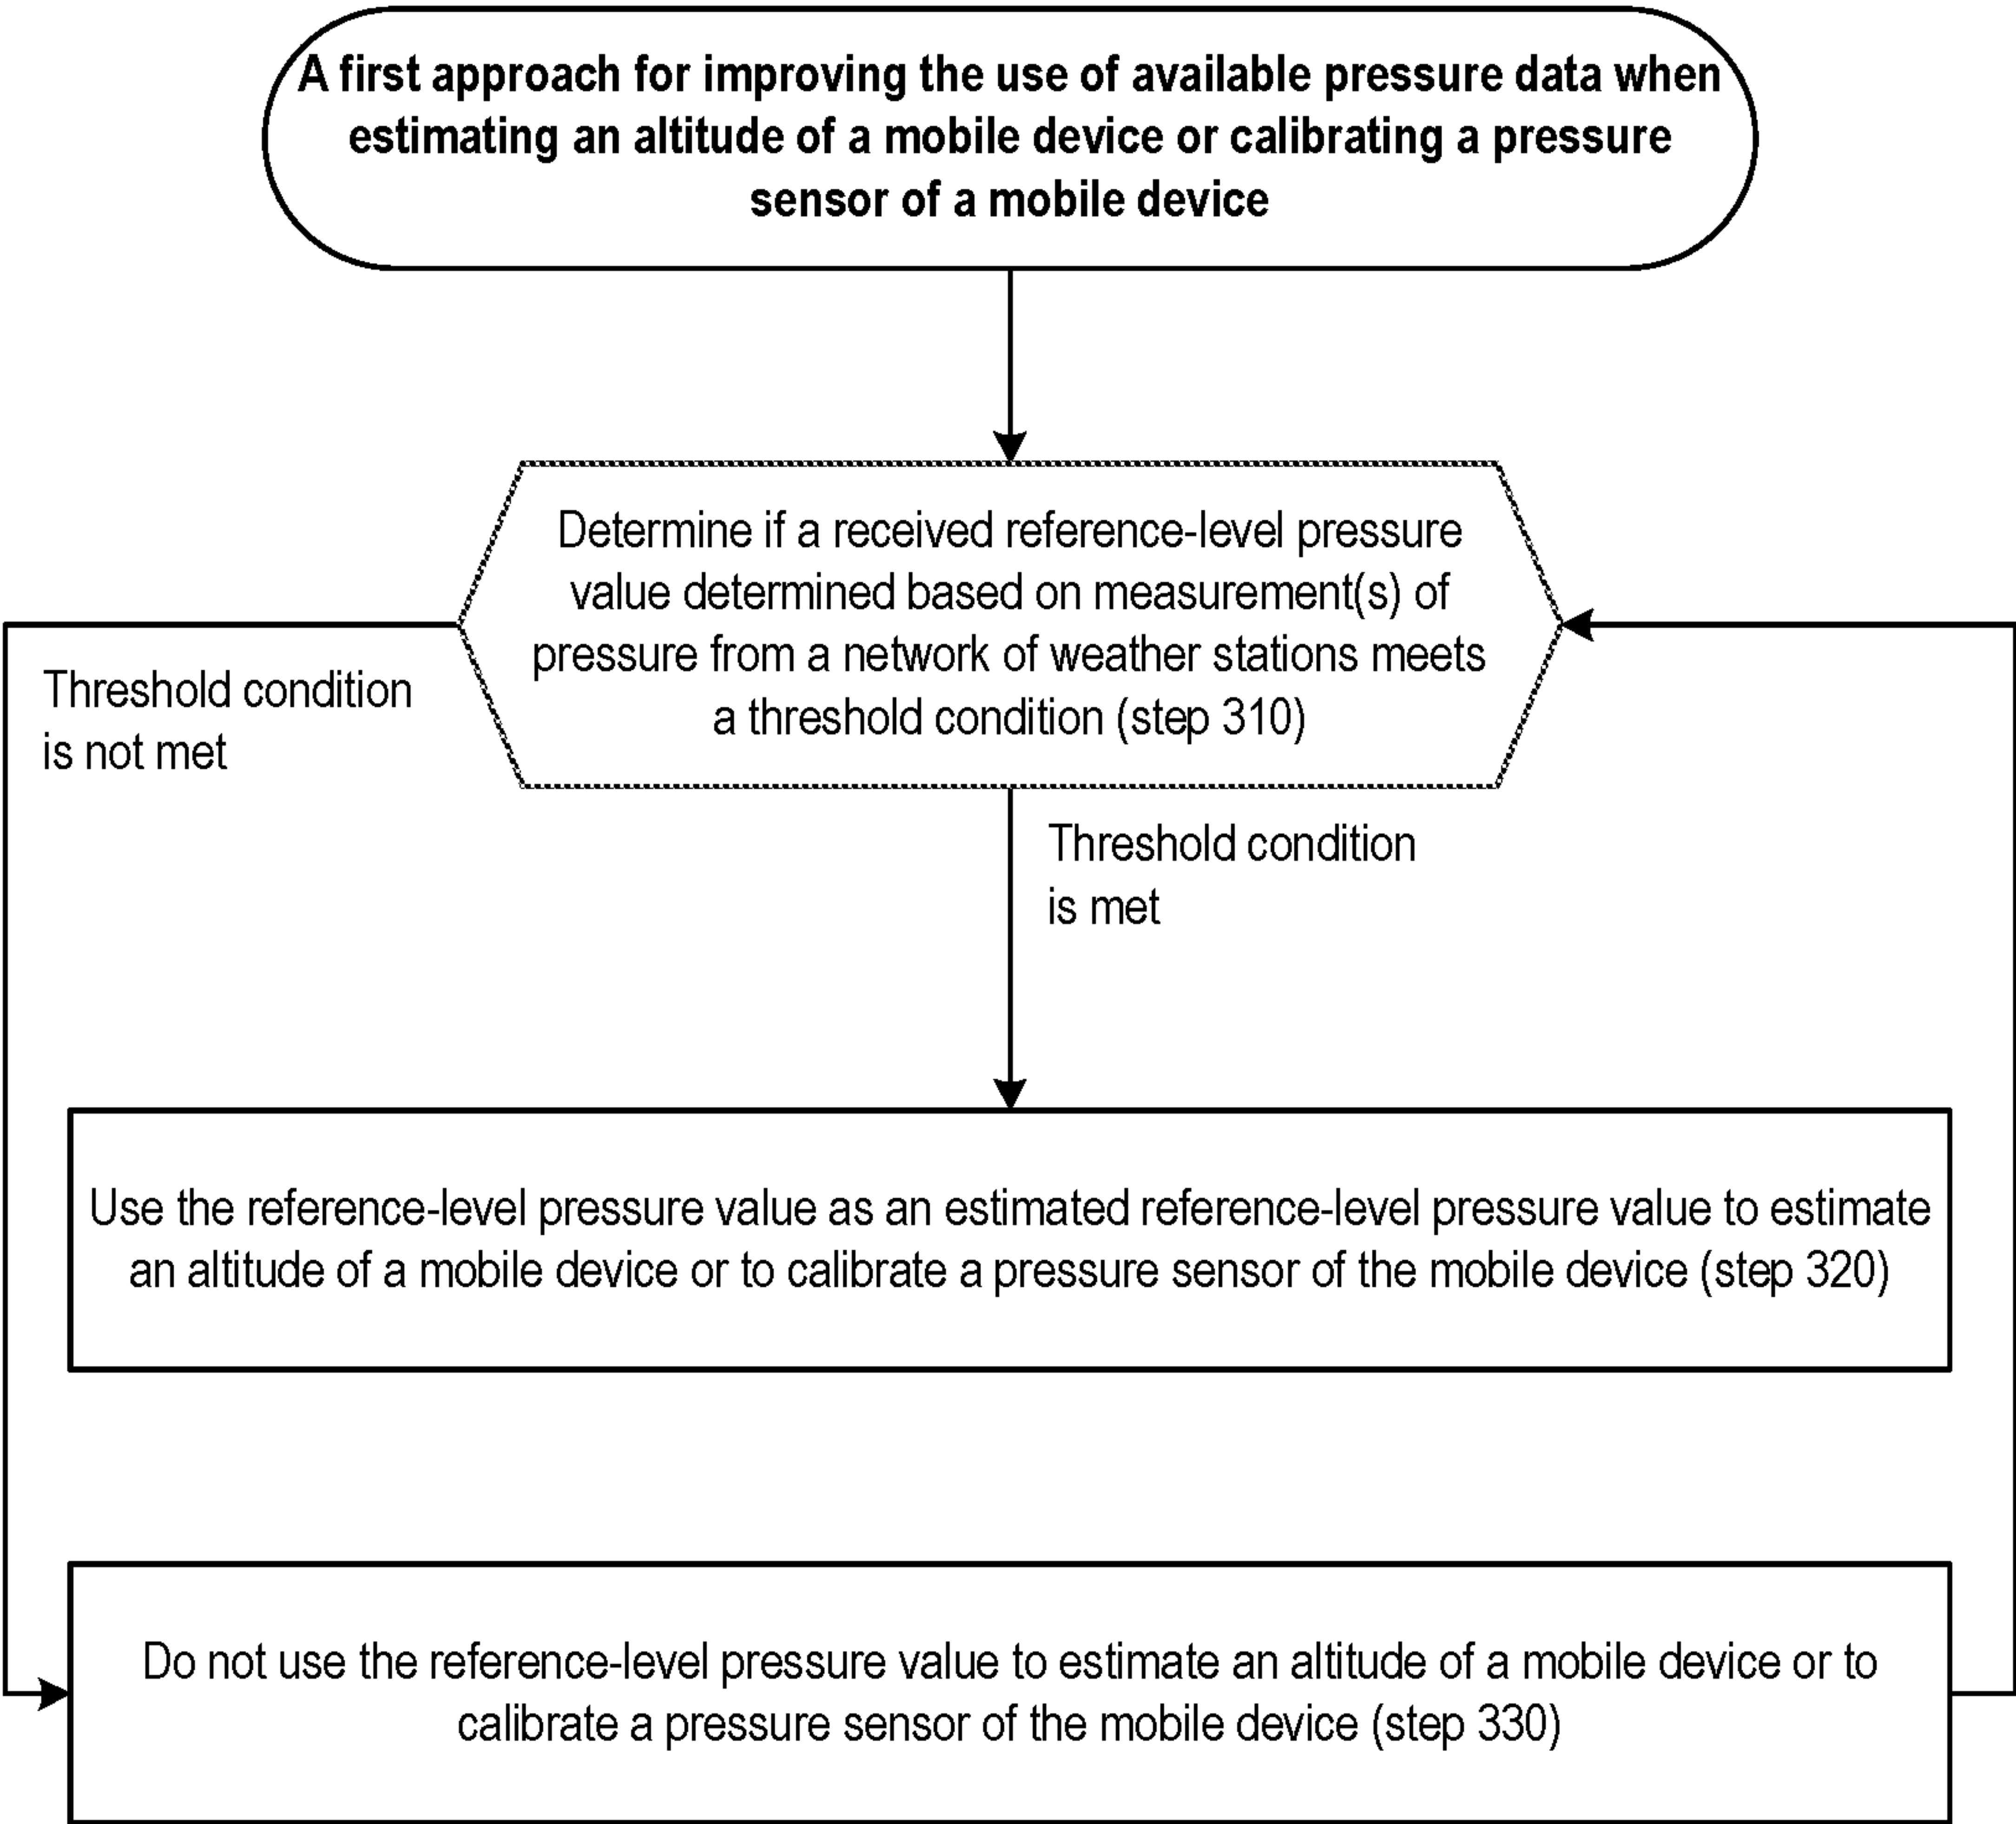 A first approach for improving the use of available pressure data when
estimating an altitude of a mobile device or calibrating a pressure
sensor of a mobile device
Determine if a received reference-level pressure
value determined based on measurement(s) of
pressure from a network of weather stations meets
a threshold condition (step 310)
Threshold condition
is not met
Threshold condition
is met
Use the reference-level pressure value as an estimated reference-level pressure value to estimate
an altitude of a mobile device or to calibrate a pressure sensor of the mobile device (step 320)
Do not use the reference-level pressure value to estimate an altitude of a mobile device or to
calibrate a pressure sensor of the mobile device (step 330)